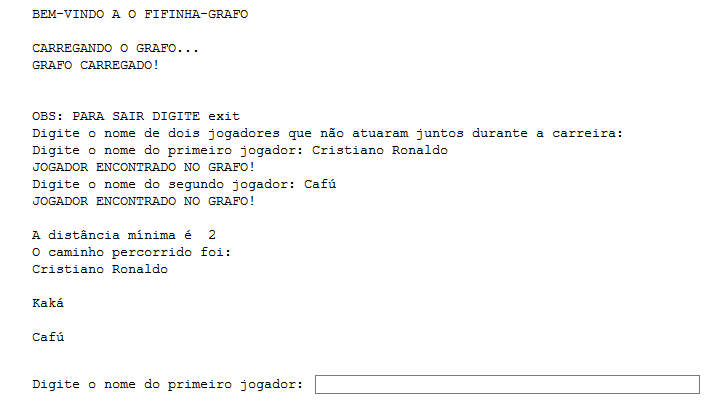 BEM-VINDO A O FIFINHA-GRAFO
CARREGANDO O GRAFO...
GRAFO CARREGADO!
OBS: PARA SAIR DIGITE exit
Digite o nome de dois jogadores que não atuaram juntos durante a carreira:
Digite o nome do primeiro jogador: Cristiano Ronaldo
JOGADOR ENCONTRADO NO GRAFO!
Digite o nome do segundo jogador: Cafú
JOGADOR ENCONTRADO NO GRAFO!
A distância mínima é  2
O caminho percorrido foi:
Cristiano Ronaldo
Kaká
Cafú
Digite o nome do primeiro jogador: